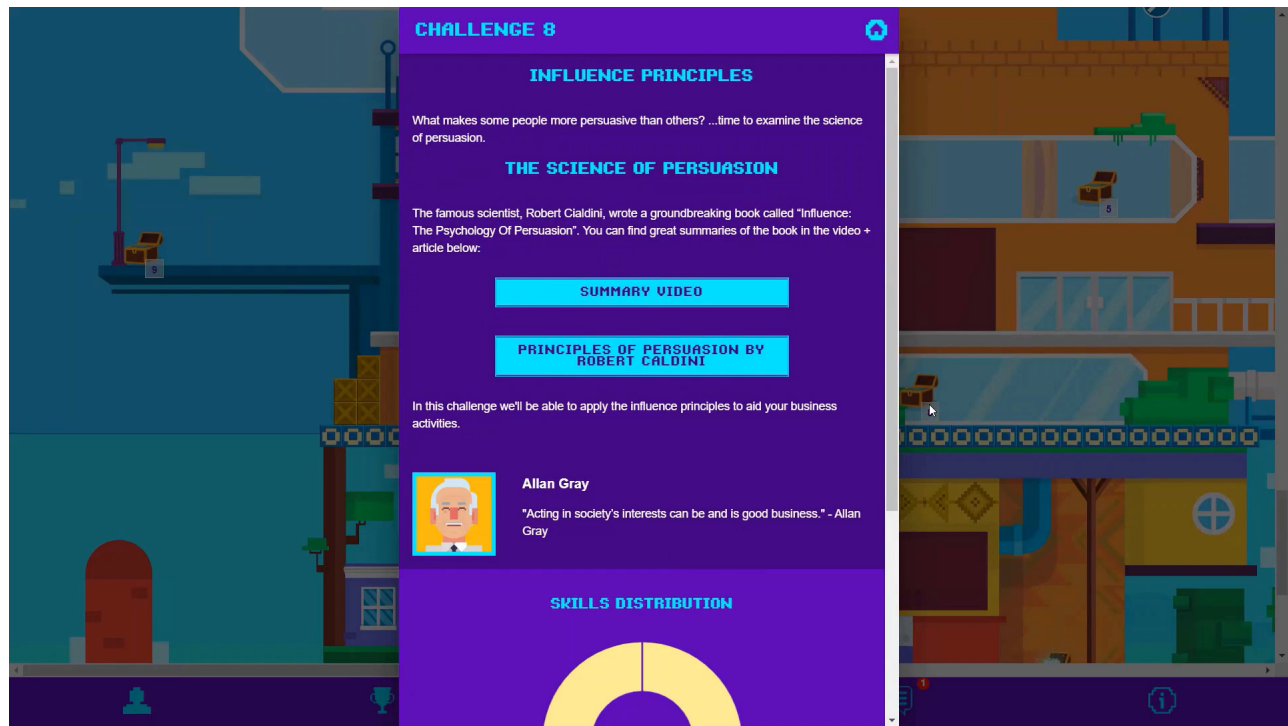 CHALLENGE 8
INFLUENCE PRINCIPLES
What makes some people more persuasive than others? ...time to examine the science
of persuasion.
THE SCIENCE OF PERSUASION
The famous scientist, Robert Cialdini, wrote a groundbreaking book called “Influence:
The Psychology Of Persuasion”. You can find great summaries of the book in the video +
article below:
SUMMARY VIDEO
PRINCIPLES OF PERSUASION BY
ROBERT CALDINI
In this challenge we'll be able to apply the influence principles to aid your business
activities.
Allan Gray
"Acting in society's interests can be and is good business." - Allan
Gray
SKILLS DISTRIBUTION
9
5
1